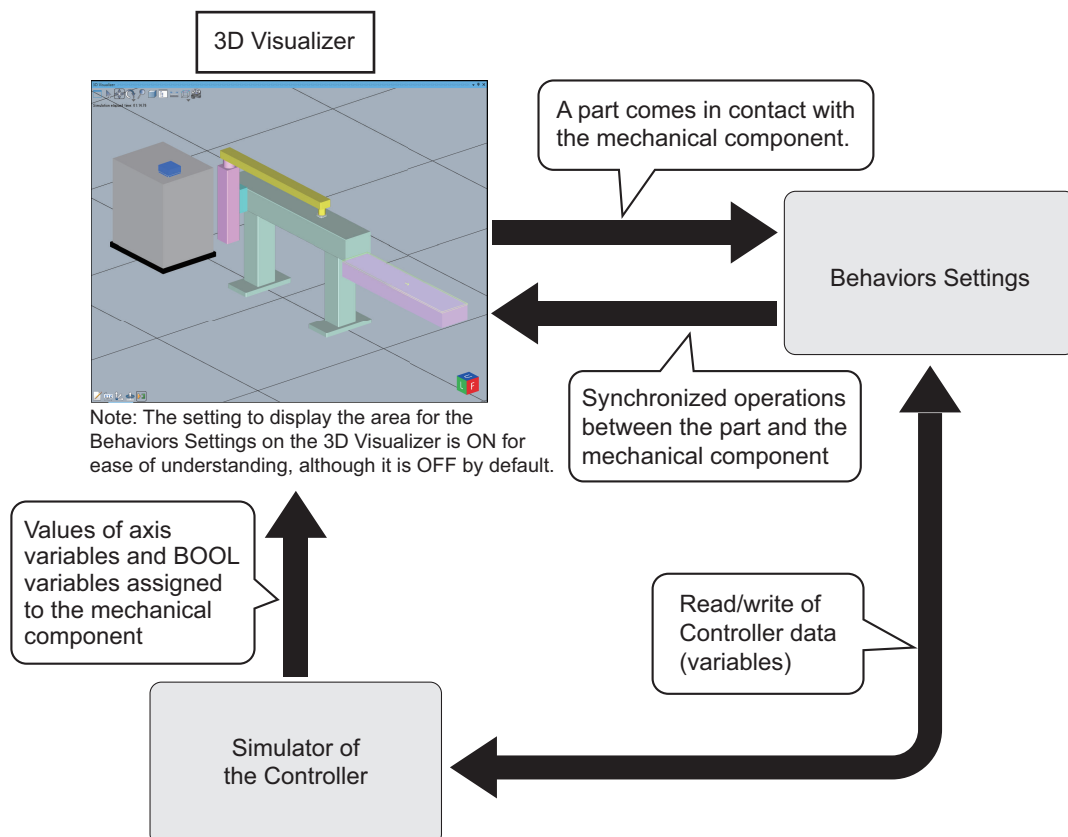 3D Visualizer
A part comes in contact with
the mechanical component.
Behaviors Settings
Synchronized operations
between the part and the
mechanical component
Note: The setting to display the area for the
Behaviors Settings on the 3D Visualizer is ON for
ease of understanding, although it is OFF by default.
Values of axis
variables and BOOL
variables assigned
to the mechanical
component
Read/write of
Controller data
(variables)
Simulator of
the Controller